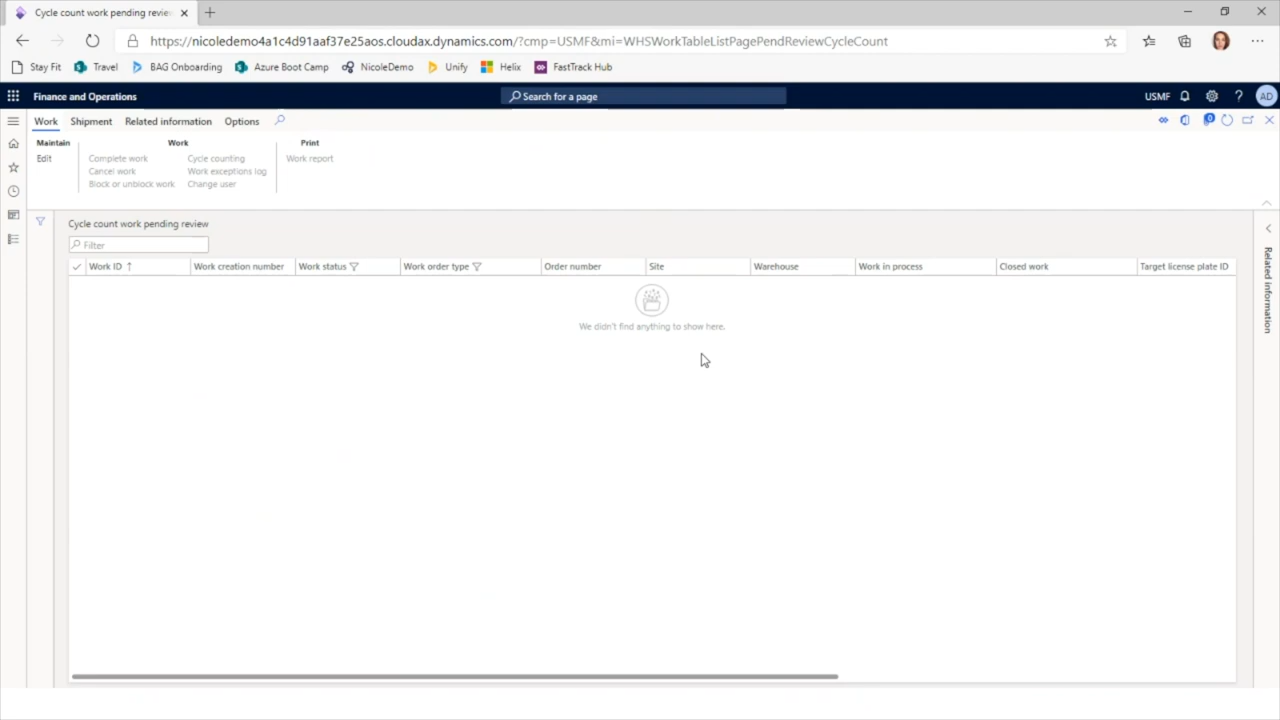 Cycle count work pending review
https://nicoledemo4a1c4d91aaf37e25aos.cloudax.dynamics.com/?cmp=USMF&mi=WHSWorkTableListPagePendReviewCycleCount
Stay Fit Travel BAG Onboarding Azure Boot Camp NicoleDemo Unify Helix FastTrack Hub
Finance and Operations Search for a page USMF ? AD
Work Shipment Related information Options 0
Maintain Work Print
Edit Complete work Cycle counting Work report
Cancel work Work exceptions log
Block or unblock work Change user
Cycle count work pending review
Filter
Work ID Work creation number Work status Work order type Order number Site Warehouse Work in process Closed work Target license plate ID
We didn't find anything to show here.
Related information